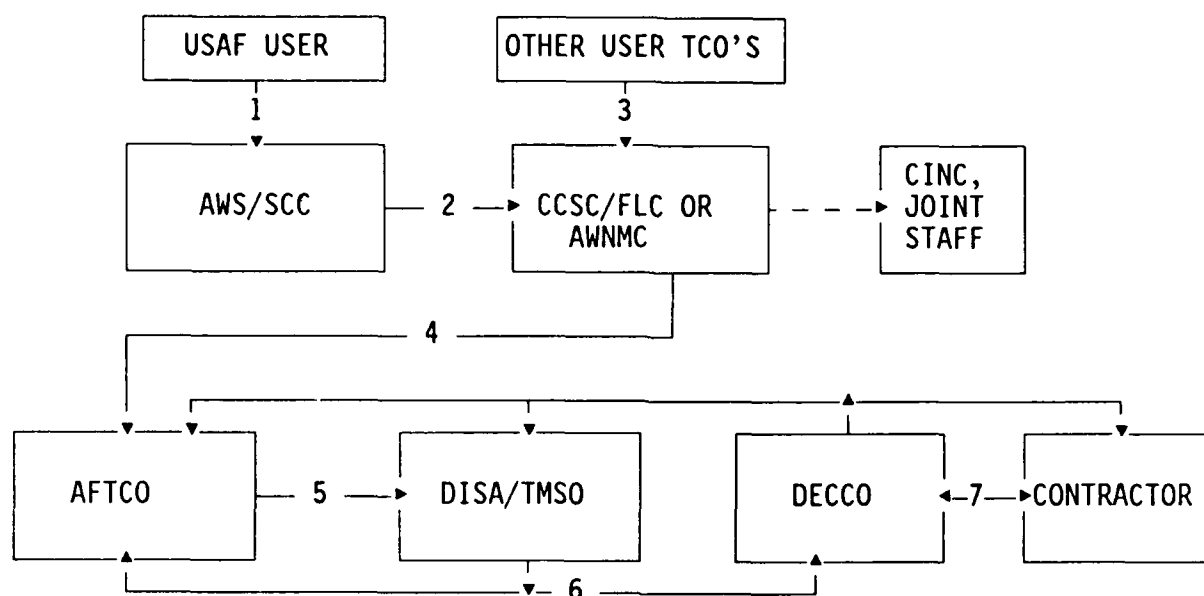 USAF USER
OTHER USER TCO'S
1
3
AWS/SCC
2
CCSC/FLC OR
AWNMC
CINC,
JOINT
STAFF
4
AFTCO
5
DISA/TMSO
DECCO
7
CONTRACTOR
6